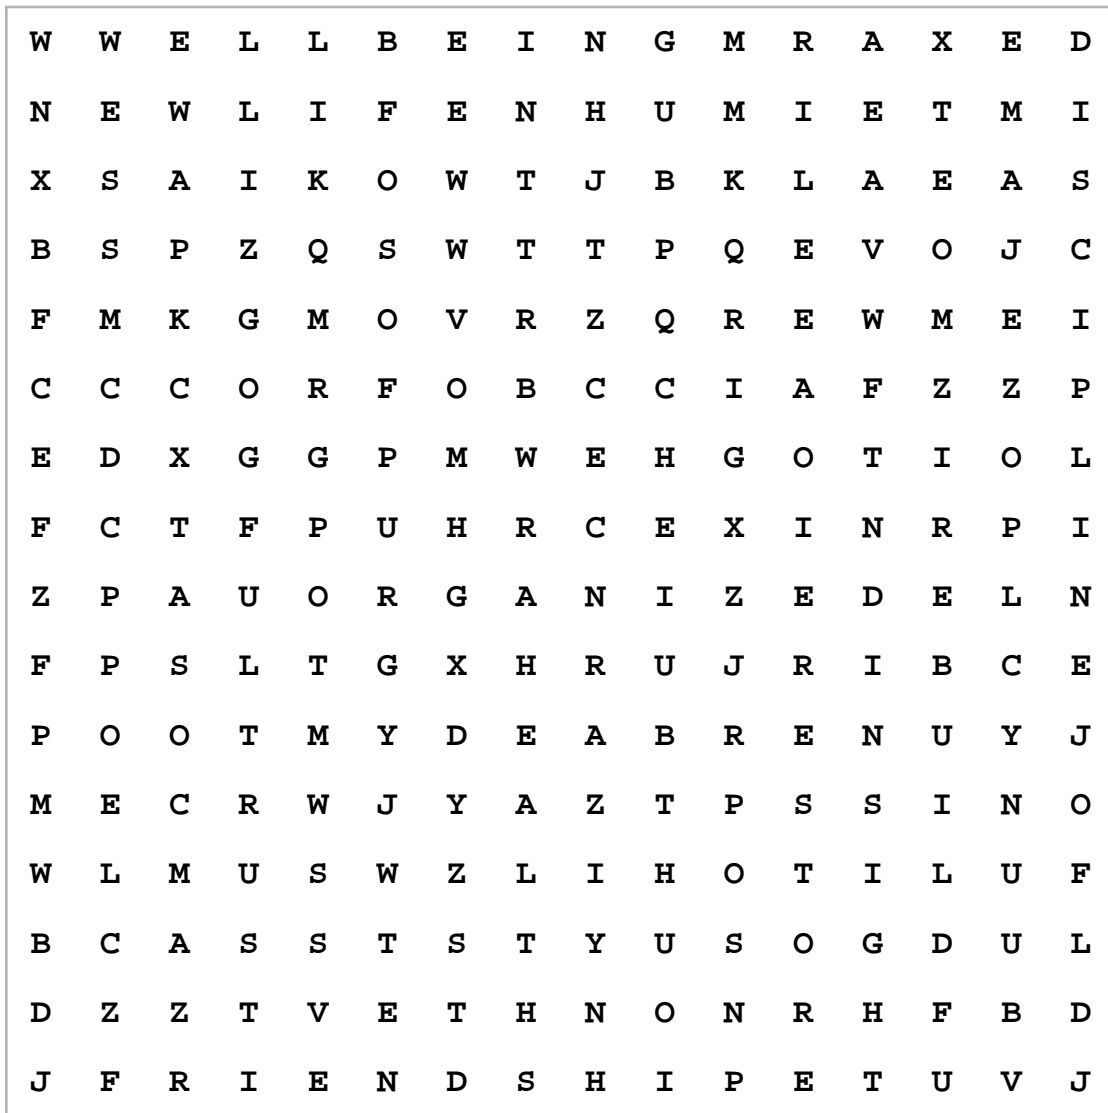 W W E L L B E I N G M R A X E D
N E W L I F E N H U M I E T M I
X S A I K O W T J B K L A E A S
B S P Z Q S W T T P Q E V O J C
F M K G M O V R Z Q R E W M E I
C C C O R F O B C C I A F Z Z P
E D X G G P M W E H G O T I O L
F C T F P U H R C E X I N R P I
Z P A U O R G A N I Z E D E L N
F P S L T G X H R U J R I B C E
P O O T M Y D E A B R E N U Y J
M E C R W J Y A Z T P S S I N O
W L M U S W Z L I H O T I L U F
B C A S S T S T Y U S O G D U L
D Z Z T V E T H N O N R H F B D
J F R I E N D S H I P E T U V J